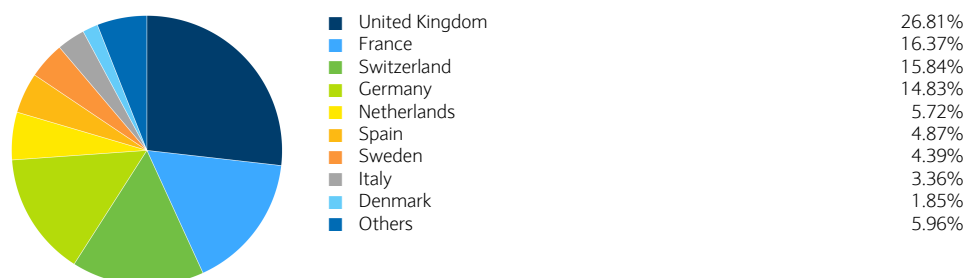 United Kingdom 26.81%
France 16.37%
Switzerland 15.84%
Germany 14.83%
Netherlands 5.72%
Spain 4.87%
Sweden 4.39%
Italy 3.36%
Denmark 1.85%
Others 5.96%